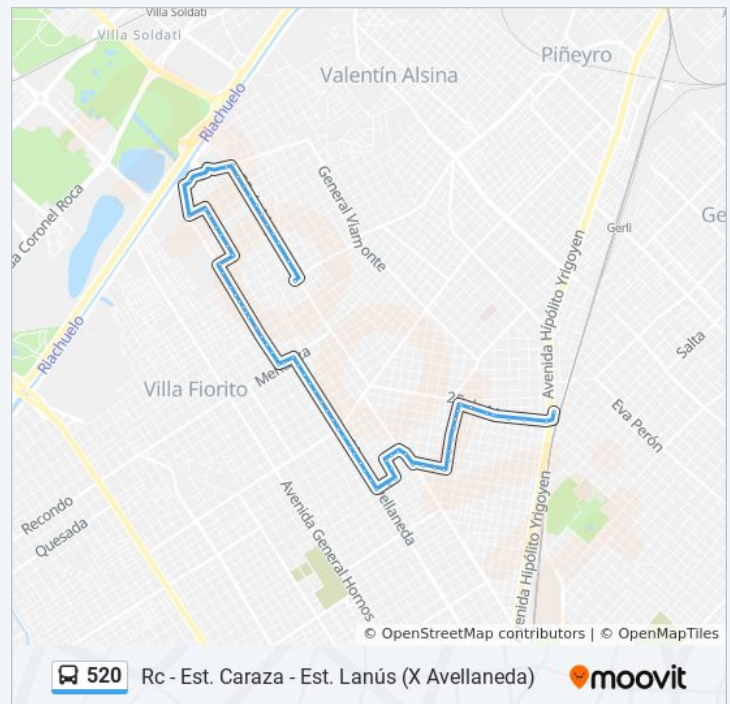 Villa Soldati
Villa Soldati
Piñeyro
Valentín Alsina
Riachuelo
General Viamonte
Coronel Roca
Gerli
Ge
Avenida Hipólito Yrigoyen
Riachuelo
Salta
Villa Fiorito
Eva Perón
Recondo
Quesada
Avenida General Hornos
ellaneda
enida Hipólito Yrigoyen
© OpenStreetMap contributors | © OpenMapTiles
520 Rc - Est. Caraza - Est. Lanús (X Avellaneda)
moovit